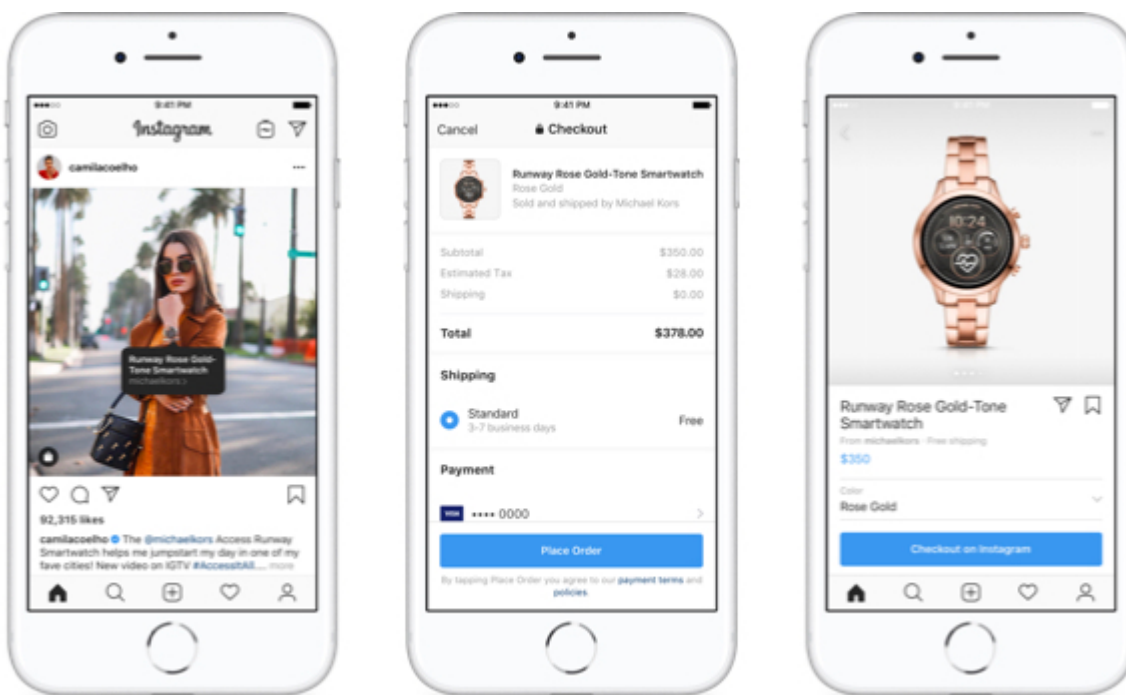 9:41 PM
Instagram
camilacoelho
Runway Rose Gold-
Tone Smartwatch
michaelkors >
92,315 likes
camilacoelho The @michaelkors Access Runway
Smartwatch helps me jumpstart my day in one of my
fave cities! New video on IGTV #AccessItAll.... more
9:41 PM
Cancel
Checkout
Runway Rose Gold-Tone Smartwatch
Rose Gold
Sold and shipped by Michael Kors
Subtotal $350.00
Estimated Tax $28.00
Shipping $0.00
Total $378.00
Shipping
Standard
3-7 business days
Free
Payment
VISA •••• 0000
Place Order
By tapping Place Order you agree to our payment terms and
policies.
9:41 PM
10:24
Runway Rose Gold-Tone
Smartwatch
From michaelkors · Free shipping
$350
Color
Rose Gold
Checkout on Instagram